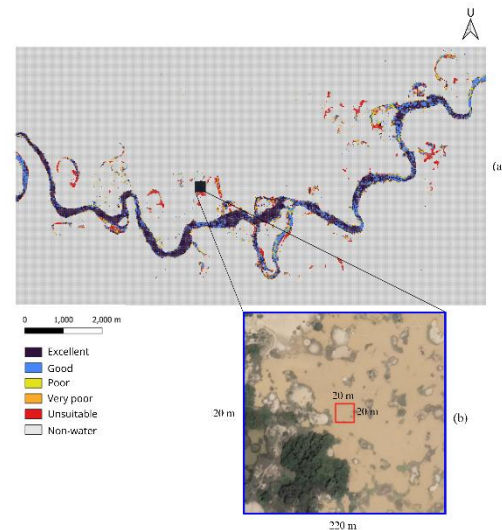 U
(a
0 1,000 2,000 m
Excellent
Good
Poor
Very poor
Unsuitable
Non-water
20 m
20 m
20 m
(b)
220 m